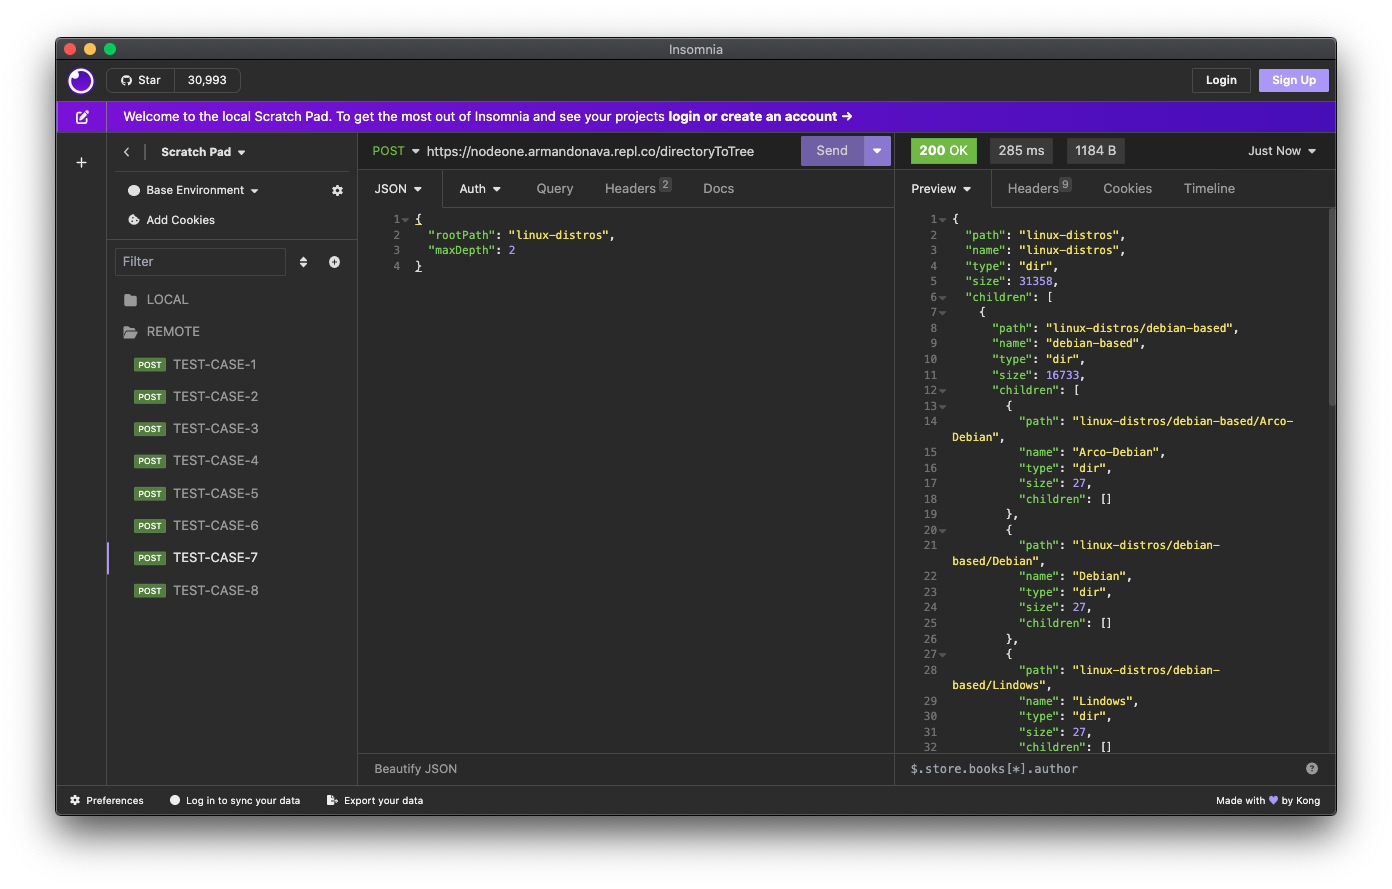 Insomnia
Star 30,993
Login Sign Up
Welcome to the local Scratch Pad. To get the most out of Insomnia and see your projects login or create an account →
Scratch Pad
Base Environment
Add Cookies
Filter
LOCAL
REMOTE
POST TEST-CASE-1
POST TEST-CASE-2
POST TEST-CASE-3
POST TEST-CASE-4
POST TEST-CASE-5
POST TEST-CASE-6
POST TEST-CASE-7
POST TEST-CASE-8
POST https://nodeone.armandonava.repl.co/directoryToTree Send
JSON Auth Query Headers 2 Docs
1 {
2 "rootPath": "linux-distros",
3 "maxDepth": 2
4 }
Beautify JSON
200 OK 285 ms 1184 B Just Now
Preview Headers 9 Cookies Timeline
1 {
2 "path": "linux-distros",
3 "name": "linux-distros",
4 "type": "dir",
5 "size": 31358,
6 "children": [
7 {
8 "path": "linux-distros/debian-based",
9 "name": "debian-based",
10 "type": "dir",
11 "size": 16733,
12 "children": [
13 {
14 "path": "linux-distros/debian-based/Arco-
Debian",
15 "name": "Arco-Debian",
16 "type": "dir",
17 "size": 27,
18 "children": []
19 },
20 {
21 "path": "linux-distros/debian-
based/Debian",
22 "name": "Debian",
23 "type": "dir",
24 "size": 27,
25 "children": []
26 },
27 {
28 "path": "linux-distros/debian-
based/Lindows",
29 "name": "Lindows",
30 "type": "dir",
31 "size": 27,
32 "children": []
$.store.books[*].author
Preferences Log in to sync your data Export your data
Made with 💜 by Kong